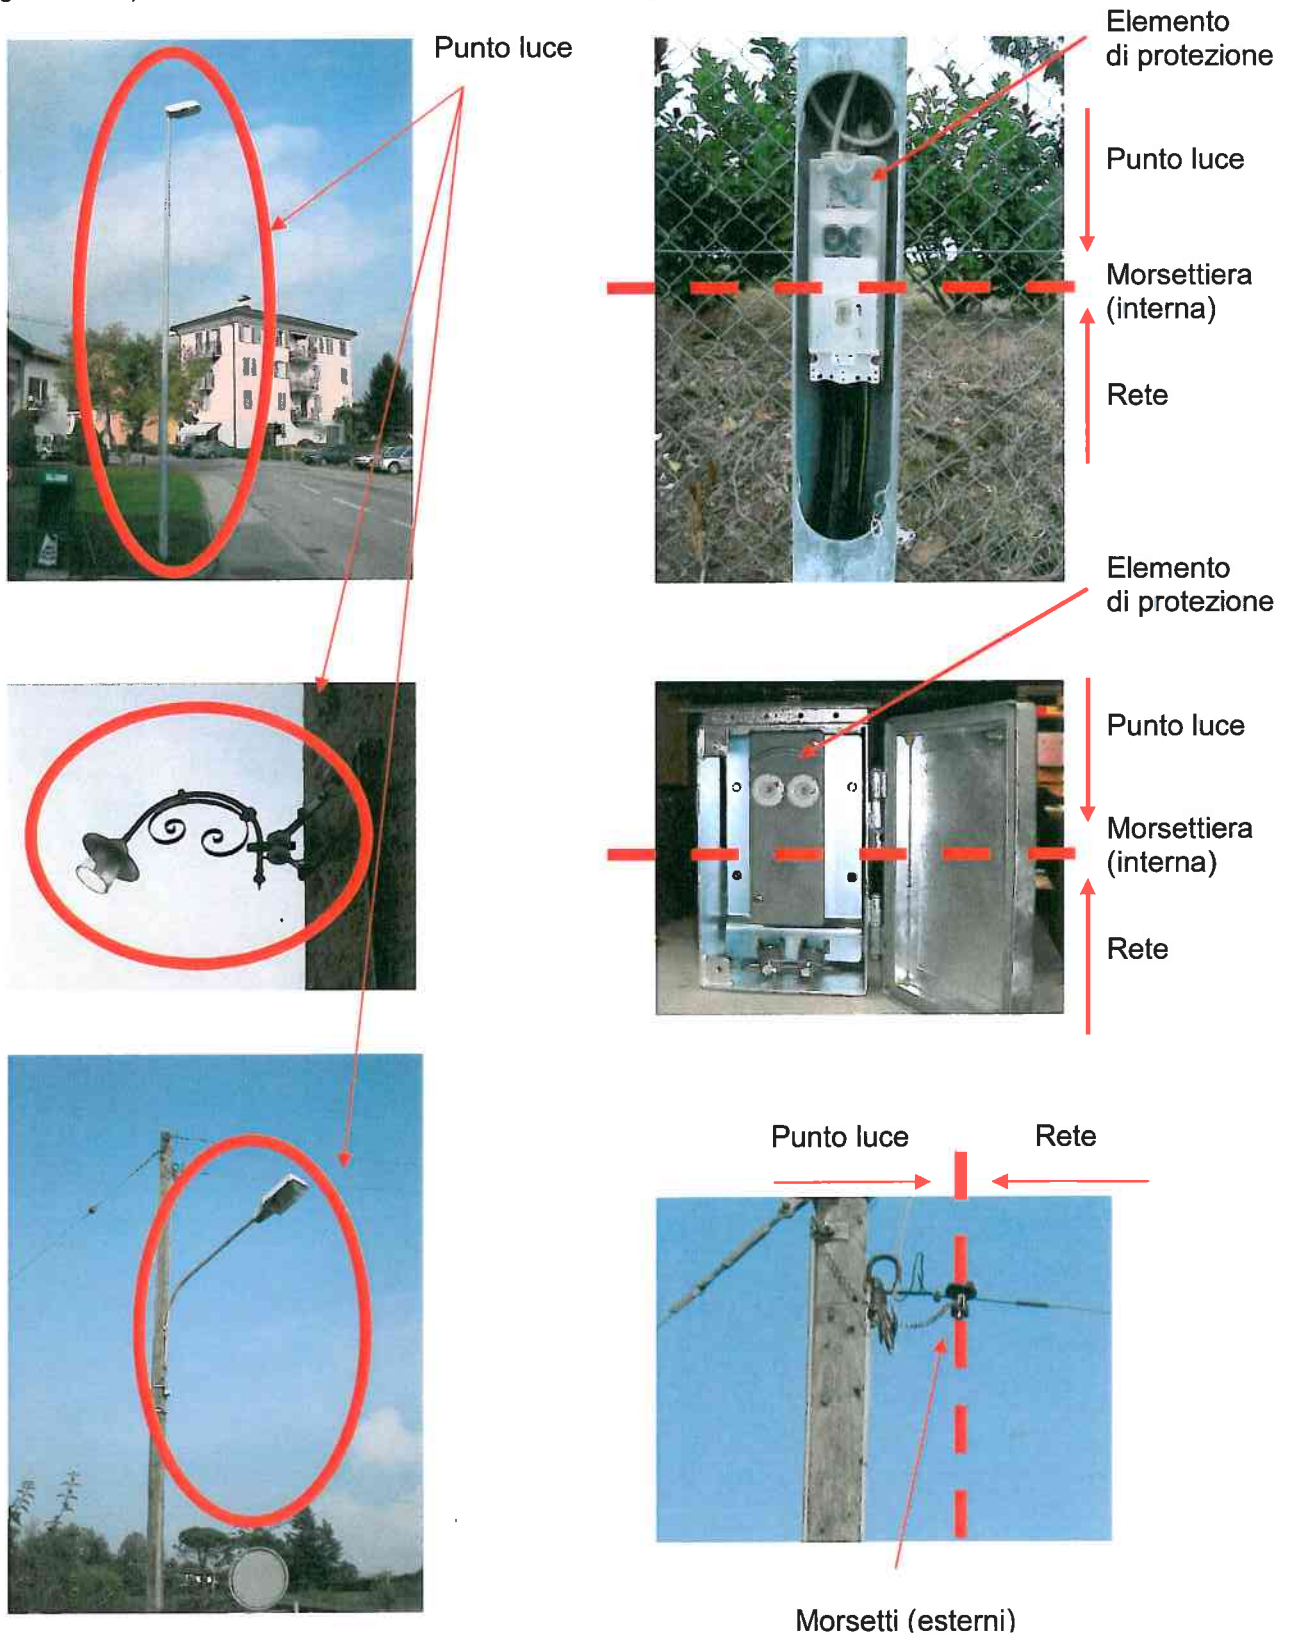 Punto luce
Elemento
di protezione
Punto luce
Morsettiera
(interna)
Rete
Elemento
di protezione
Punto luce
Morsettiera
(interna)
Rete
Punto luce
Rete
Morsetti (esterni)